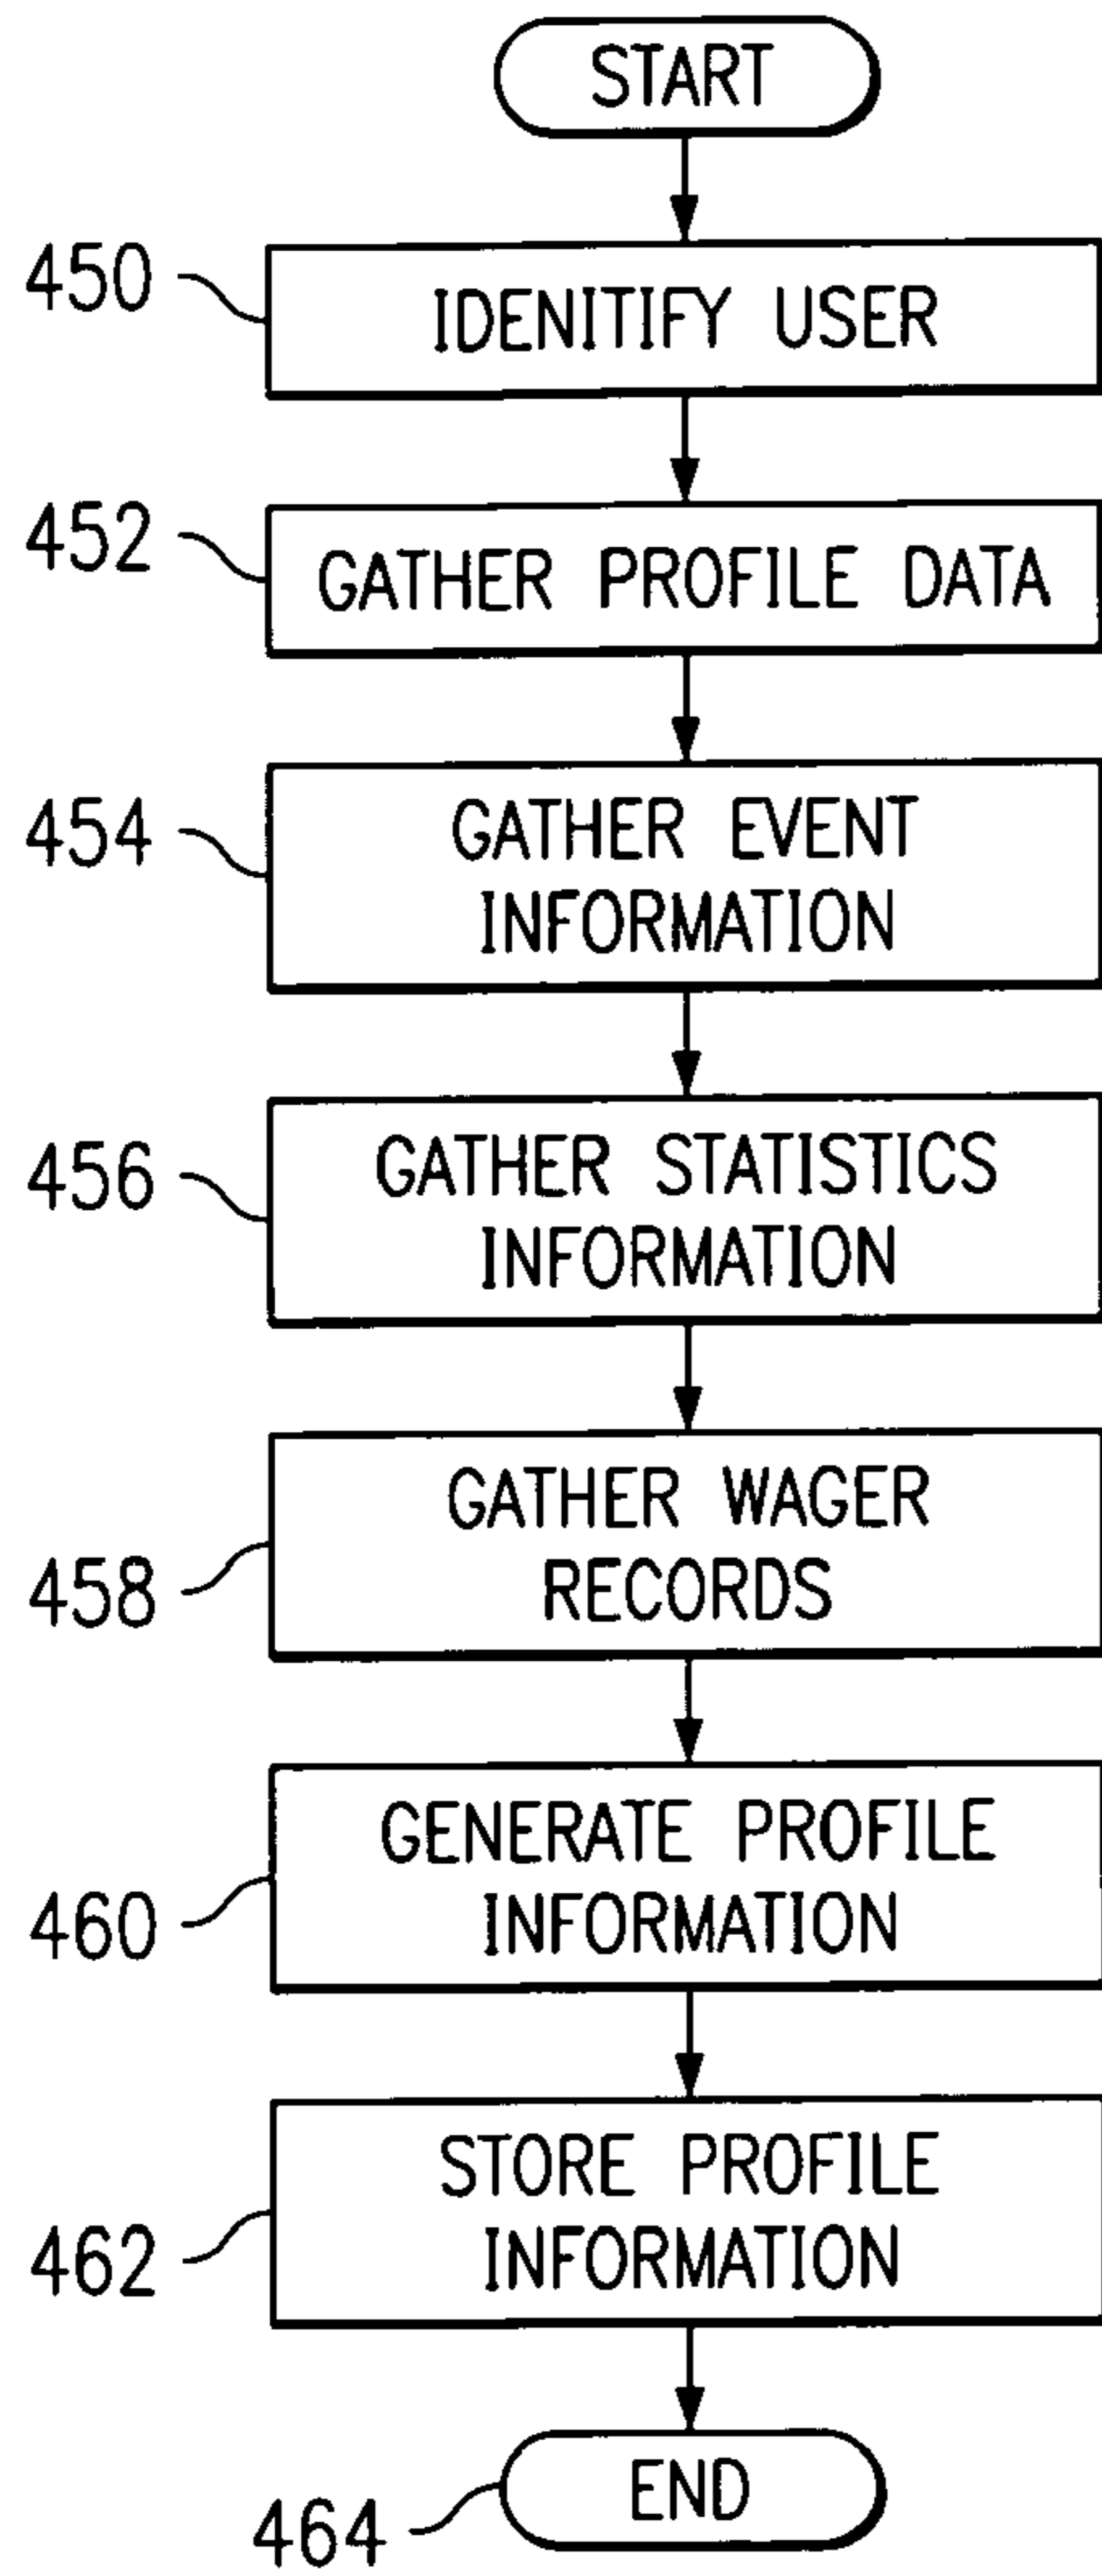 START
450
IDENITIFY USER
452
GATHER PROFILE DATA
454
GATHER EVENT
INFORMATION
456
GATHER STATISTICS
INFORMATION
458
GATHER WAGER
RECORDS
460
GENERATE PROFILE
INFORMATION
462
STORE PROFILE
INFORMATION
464
END